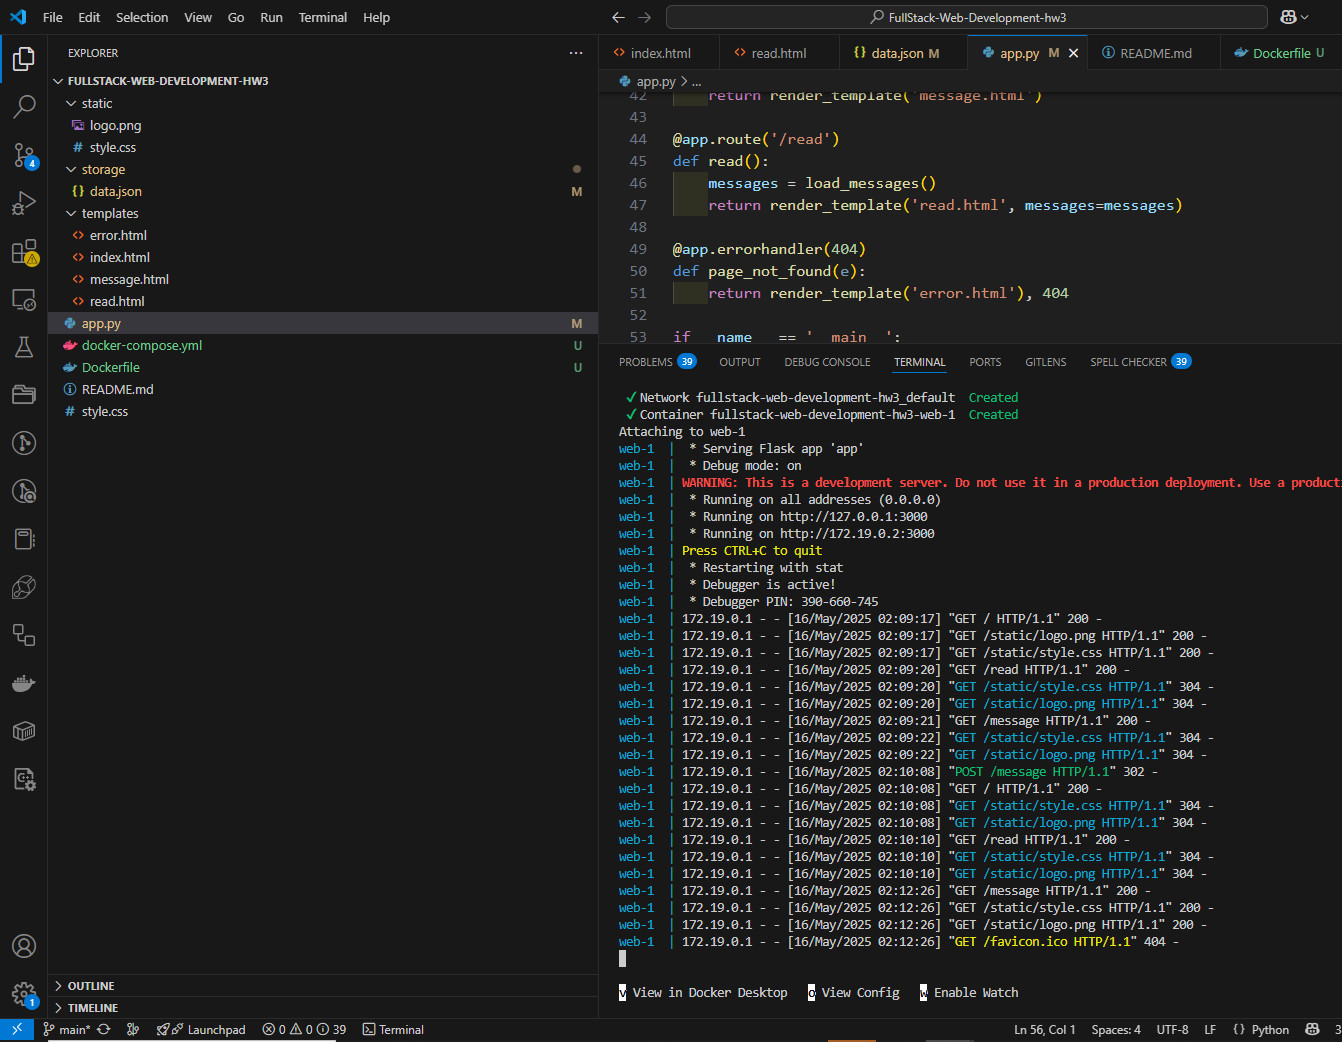 File Edit Selection View Go Run Terminal Help
FullStack-Web-Development-hw3
EXPLORER
FULLSTACK-WEB-DEVELOPMENT-HW3
static
logo.png
# style.css
storage
{} data.json M
templates
<> error.html
<> index.html
<> message.html
<> read.html
app.py M
docker-compose.yml U
Dockerfile U
README.md
# style.css
OUTLINE
TIMELINE
4
1
<> index.html <> read.html {} data.json M app.py M README.md Dockerfile U
app.py > ...
42 return render_template('message.html')
43
44 @app.route('/read')
45 def read():
46 messages = load_messages()
47 return render_template('read.html', messages=messages)
48
49 @app.errorhandler(404)
50 def page_not_found(e):
51 return render_template('error.html'), 404
52
53 if __name__ == '__main__':
PROBLEMS 39 OUTPUT DEBUG CONSOLE TERMINAL PORTS GITLENS SPELL CHECKER 39
✓Network fullstack-web-development-hw3_default Created
✓Container fullstack-web-development-hw3-web-1 Created
Attaching to web-1
web-1 | * Serving Flask app 'app'
web-1 | * Debug mode: on
web-1 | WARNING: This is a development server. Do not use it in a production deployment. Use a producti
web-1 | * Running on all addresses (0.0.0.0)
web-1 | * Running on http://127.0.0.1:3000
web-1 | * Running on http://172.19.0.2:3000
web-1 | Press CTRL+C to quit
web-1 | * Restarting with stat
web-1 | * Debugger is active!
web-1 | * Debugger PIN: 390-660-745
web-1 | 172.19.0.1 - - [16/May/2025 02:09:17] "GET / HTTP/1.1" 200 -
web-1 | 172.19.0.1 - - [16/May/2025 02:09:17] "GET /static/logo.png HTTP/1.1" 200 -
web-1 | 172.19.0.1 - - [16/May/2025 02:09:17] "GET /static/style.css HTTP/1.1" 200 -
web-1 | 172.19.0.1 - - [16/May/2025 02:09:20] "GET /read HTTP/1.1" 200 -
web-1 | 172.19.0.1 - - [16/May/2025 02:09:20] "GET /static/style.css HTTP/1.1" 304 -
web-1 | 172.19.0.1 - - [16/May/2025 02:09:20] "GET /static/logo.png HTTP/1.1" 304 -
web-1 | 172.19.0.1 - - [16/May/2025 02:09:21] "GET /message HTTP/1.1" 200 -
web-1 | 172.19.0.1 - - [16/May/2025 02:09:22] "GET /static/style.css HTTP/1.1" 304 -
web-1 | 172.19.0.1 - - [16/May/2025 02:09:22] "GET /static/logo.png HTTP/1.1" 304 -
web-1 | 172.19.0.1 - - [16/May/2025 02:10:08] "POST /message HTTP/1.1" 302 -
web-1 | 172.19.0.1 - - [16/May/2025 02:10:08] "GET / HTTP/1.1" 200 -
web-1 | 172.19.0.1 - - [16/May/2025 02:10:08] "GET /static/style.css HTTP/1.1" 304 -
web-1 | 172.19.0.1 - - [16/May/2025 02:10:08] "GET /static/logo.png HTTP/1.1" 304 -
web-1 | 172.19.0.1 - - [16/May/2025 02:10:10] "GET /read HTTP/1.1" 200 -
web-1 | 172.19.0.1 - - [16/May/2025 02:10:10] "GET /static/style.css HTTP/1.1" 304 -
web-1 | 172.19.0.1 - - [16/May/2025 02:10:10] "GET /static/logo.png HTTP/1.1" 304 -
web-1 | 172.19.0.1 - - [16/May/2025 02:12:26] "GET /message HTTP/1.1" 200 -
web-1 | 172.19.0.1 - - [16/May/2025 02:12:26] "GET /static/style.css HTTP/1.1" 200 -
web-1 | 172.19.0.1 - - [16/May/2025 02:12:26] "GET /static/logo.png HTTP/1.1" 200 -
web-1 | 172.19.0.1 - - [16/May/2025 02:12:26] "GET /favicon.ico HTTP/1.1" 404 -
v View in Docker Desktop o View Config w Enable Watch
main* Launchpad 0 0 39 Terminal Ln 56, Col 1 Spaces: 4 UTF-8 LF {} Python 3